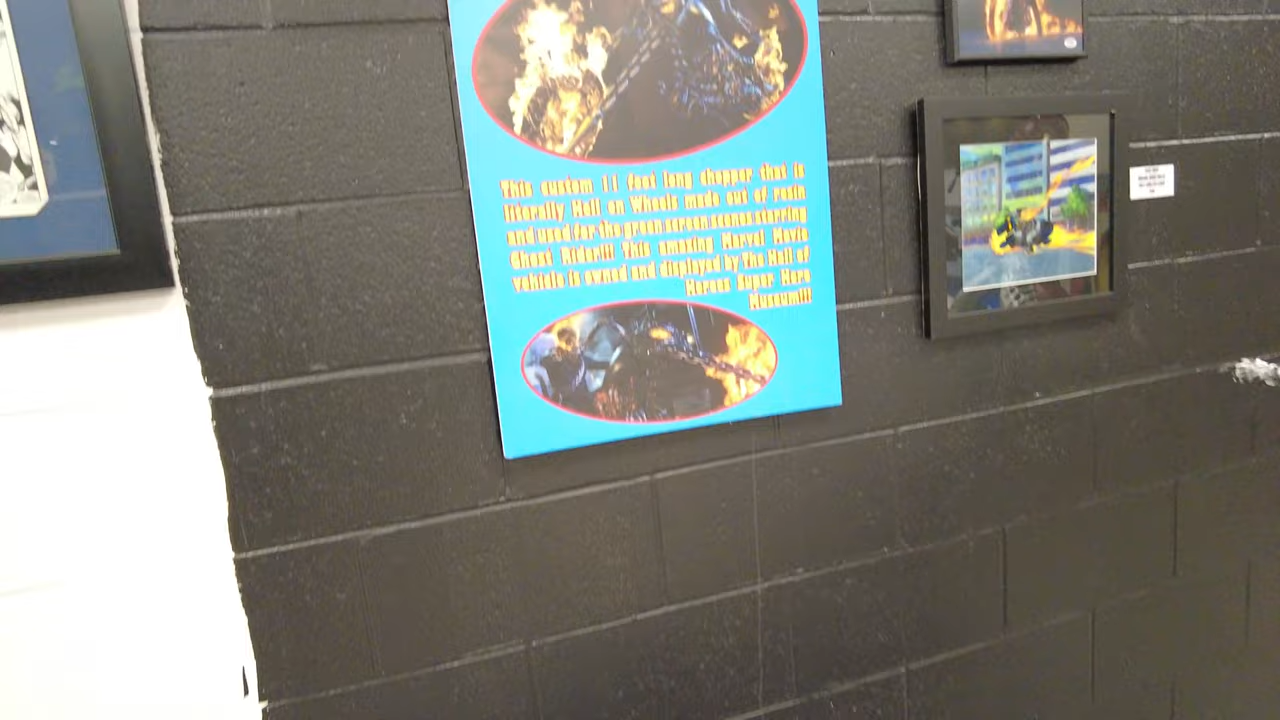 This custom 11 foot long chopper that is
literally Hell on Wheels made out of resin
and used for the green screen scenes starring
Ghost Rider!!! This amazing Marvel Movie
vehicle is owned and displayed by The Hall of
Heroes Super Hero
Museum!!!